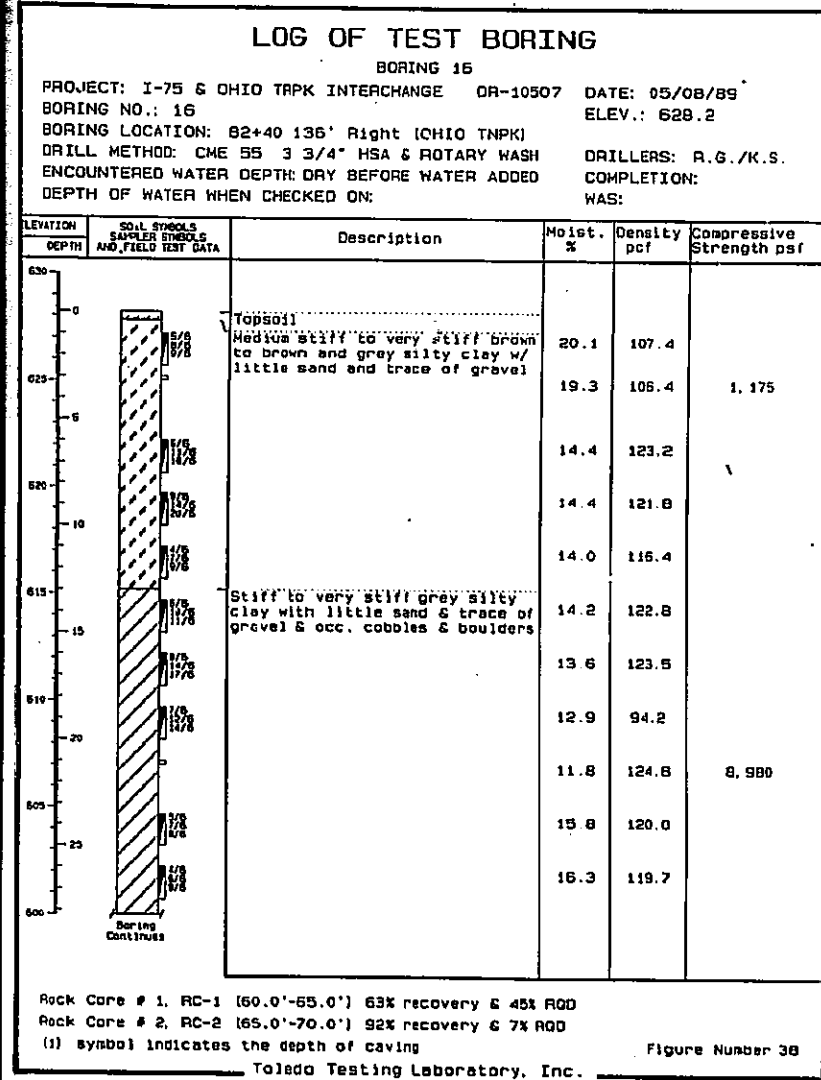 LOG OF TEST BORING
BORING 16
PROJECT: I-75 & OHIO TRPK INTERCHANGE OR-10507 DATE: 05/08/89
BORING NO.: 16 ELEV.: 628.2
BORING LOCATION: 82+40 136' Right (OHIO TNPK)
DRILL METHOD: CME 55 3 3/4" HSA & ROTARY WASH DRILLERS: R.G./K.S.
ENCOUNTERED WATER DEPTH: DRY BEFORE WATER ADDED COMPLETION:
DEPTH OF WATER WHEN CHECKED ON: WAS:
LEVATION
DEPTH
SOIL SYMBOLS
SAMPLER SYMBOLS
AND FIELD TEST DATA
Description
Moist. %
Density pcf
Compressive Strength psf
630
0
Topsoil
Medium stiff to very stiff brown
to brown and grey silty clay w/
little sand and trace of gravel
20.1 107.4
625
19.3 106.4 1,175
5
14.4 123.2
620
14.4 121.8
10
14.0 116.4
615
Stiff to very stiff grey silty
clay with little sand & trace of
gravel & occ. cobbles & boulders
14.2 122.8
15
13.6 123.5
610
12.9 94.2
20
11.8 124.6 8,980
605
15.8 120.0
25
16.3 119.7
600
Boring
Continues
Rock Core # 1, RC-1 (60.0'-65.0') 63% recovery & 45% RQD
Rock Core # 2, RC-2 (65.0'-70.0') 92% recovery & 7% RQD
(1) symbol indicates the depth of caving
Figure Number 38
Toledo Testing Laboratory, Inc.